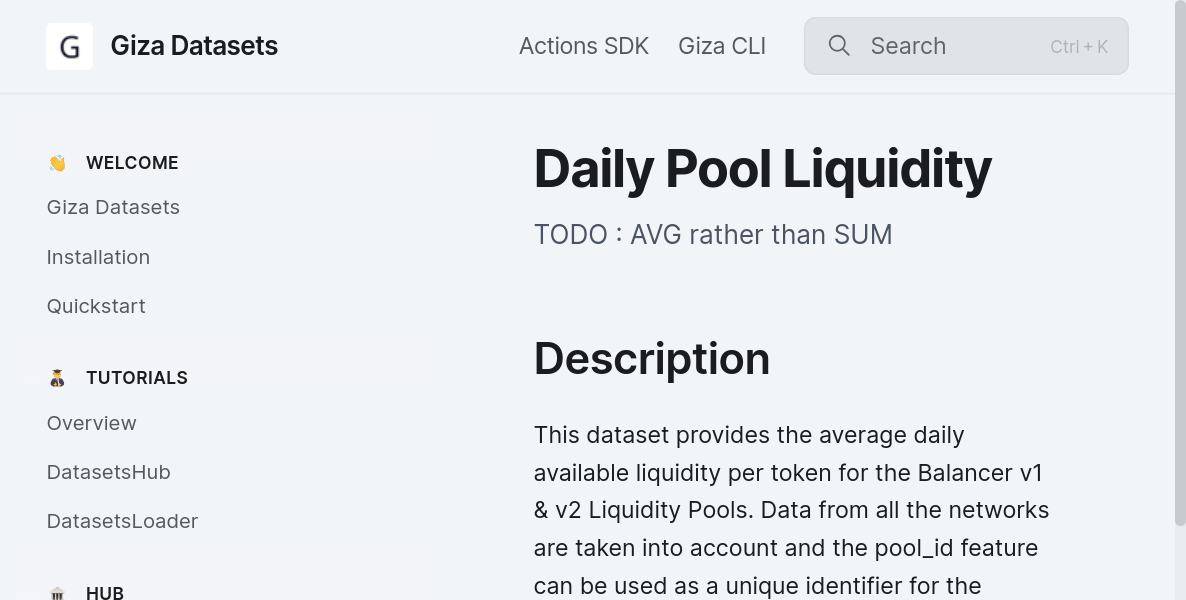 G Giza Datasets
Actions SDK
Giza CLI
Search
Ctrl + K
WELCOME
Giza Datasets
Installation
Quickstart
TUTORIALS
Overview
DatasetsHub
DatasetsLoader
HUB
Daily Pool Liquidity
TODO : AVG rather than SUM
Description
This dataset provides the average daily
available liquidity per token for the Balancer v1
& v2 Liquidity Pools. Data from all the networks
are taken into account and the pool_id feature
can be used as a unique identifier for the